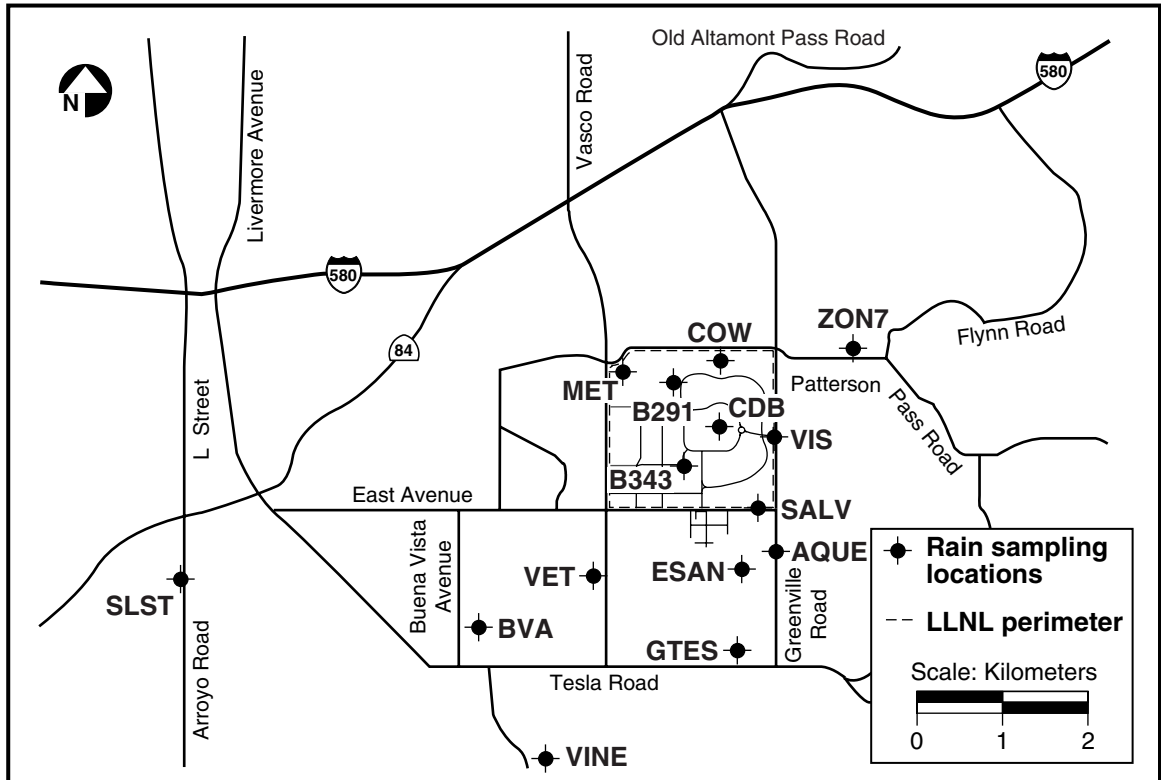 Old Altamont Pass Road
580
Livermore Avenue
Vasco Road
N
580
84
ZON7
Flynn Road
COW
MET
Patterson
Pass Road
B291
CDB
VIS
L Street
B343
East Avenue
SALV
Buena Vista
Avenue
VET
ESAN
AQUE
Greenville
Road
SLST
BVA
GTES
Arroyo Road
Tesla Road
VINE
Rain sampling
locations
LLNL perimeter
Scale: Kilometers
0 1 2